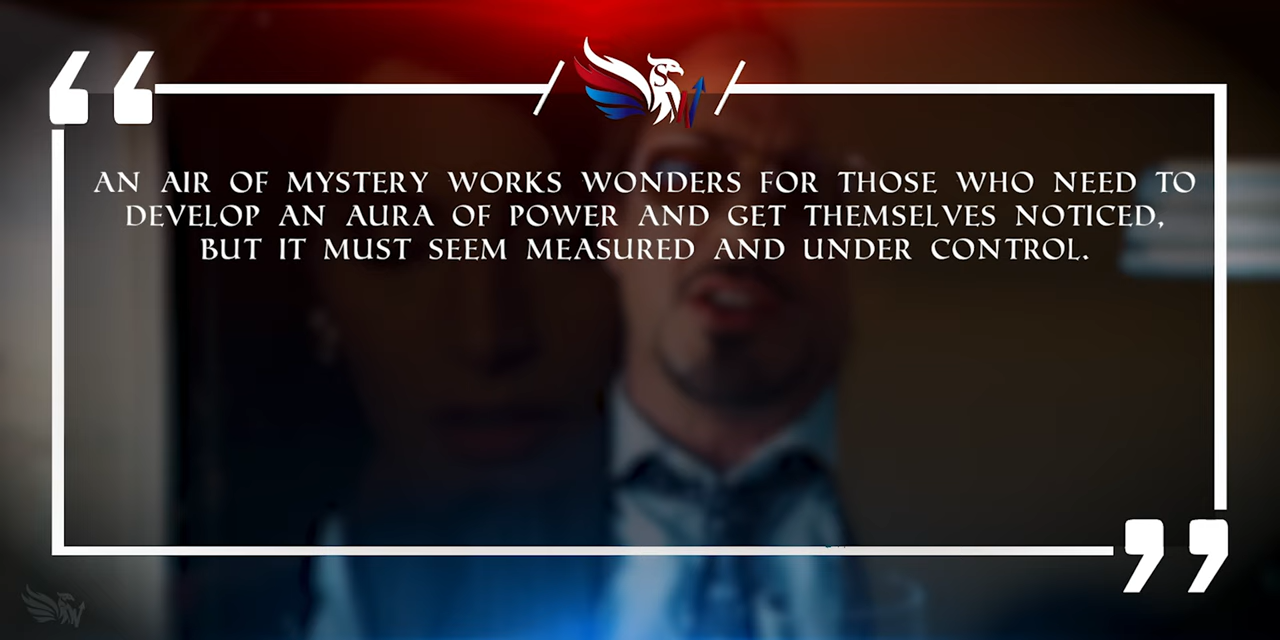 AN AIR OF MYSTERY WORKS WONDERS FOR THOSE WHO NEED TO
DEVELOP AN AURA OF POWER AND GET THEMSELVES NOTICED,
BUT IT MUST SEEM MEASURED AND UNDER CONTROL.